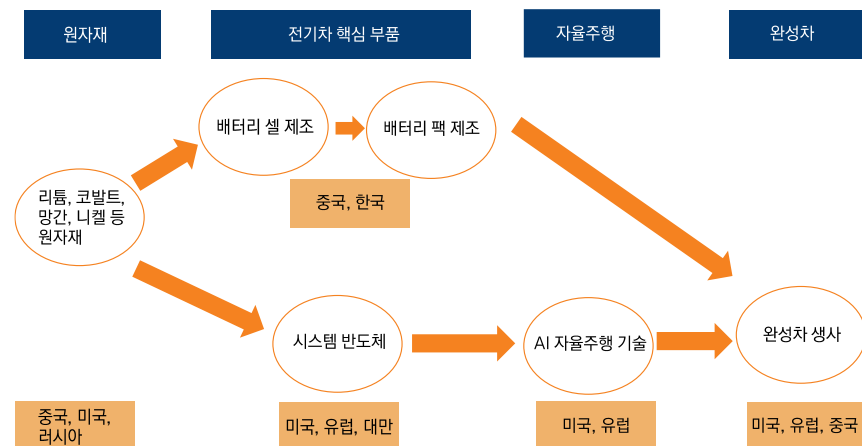 원자재
전기차 핵심 부품
자율주행
완성차
배터리 셀 제조
배터리 팩 제조
중국, 한국
리튬, 코발트,
망간, 니켈 등
원자재
시스템 반도체
AI 자율주행 기술
완성차 생사
중국, 미국,
러시아
미국, 유럽, 대만
미국, 유럽
미국, 유럽, 중국